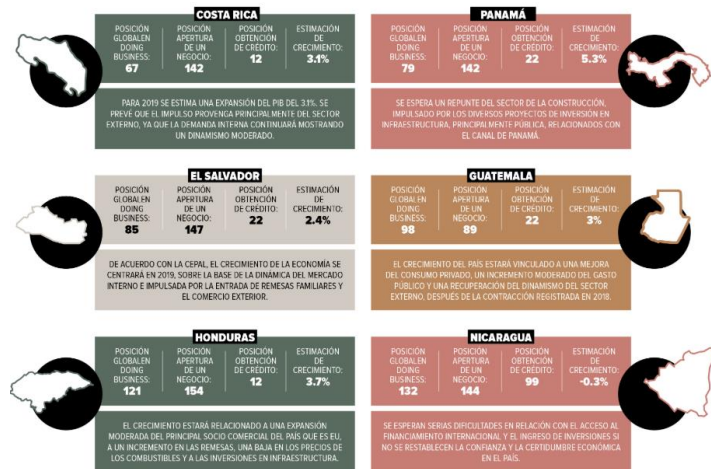 COSTA RICA
POSICIÓN
GLOBALEN
DOING
BUSINESS:
67
POSICIÓN
APERTURA
DE UN
NEGOCIO:
142
POSICIÓN
OBTENCIÓN
DE CRÉDITO:
12
ESTIMACIÓN
DE
CRECIMIENTO:
3.1%
PARA 2019 SE ESTIMA UNA EXPANSIÓN DEL PIB DEL 3.1%. SE
PREVÉ QUE EL IMPULSO PROVENGA PRINCIPALMENTE DEL SECTOR
EXTERNO, YA QUE LA DEMANDA INTERNA CONTINUARÁ MOSTRANDO
UN DINAMISMO MODERADO.
PANAMÁ
POSICIÓN
GLOBALEN
DOING
BUSINESS:
79
POSICIÓN
APERTURA
DE UN
NEGOCIO:
142
POSICIÓN
OBTENCIÓN
DE CRÉDITO:
22
ESTIMACIÓN
DE
CRECIMIENTO:
5.3%
SE ESPERA UN REPUNTE DEL SECTOR DE LA CONSTRUCCIÓN,
IMPULSADO POR LOS DIVERSOS PROYECTOS DE INVERSIÓN EN
INFRAESTRUCTURA, PRINCIPALMENTE PÚBLICA, RELACIONADOS CON
EL CANAL DE PANAMÁ.
EL SALVADOR
POSICIÓN
GLOBALEN
DOING
BUSINESS:
85
POSICIÓN
APERTURA
DE UN
NEGOCIO:
147
POSICIÓN
OBTENCIÓN
DE CRÉDITO:
22
ESTIMACIÓN
DE
CRECIMIENTO:
2.4%
DE ACUERDO CON LA CEPAL, EL CRECIMIENTO DE LA ECONOMÍA SE
CENTRARÁ EN 2019, SOBRE LA BASE DE LA DINÁMICA DEL MERCADO
INTERNO E IMPULSADA POR LA ENTRADA DE REMESAS FAMILIARES Y
EL COMERCIO EXTERIOR.
GUATEMALA
POSICIÓN
GLOBALEN
DOING
BUSINESS:
98
POSICIÓN
APERTURA
DE UN
NEGOCIO:
89
POSICIÓN
OBTENCIÓN
DE CRÉDITO:
22
ESTIMACIÓN
DE
CRECIMIENTO:
3%
EL CRECIMIENTO DEL PAÍS ESTARÁ VINCULADO A UNA MEJORA
DEL CONSUMO PRIVADO, UN INCREMENTO MODERADO DEL GASTO
PÚBLICO Y UNA RECUPERACIÓN DEL DINAMISMO DEL SECTOR
EXTERNO, DESPUÉS DE LA CONTRACCIÓN REGISTRADA EN 2018.
HONDURAS
POSICIÓN
GLOBALEN
DOING
BUSINESS:
121
POSICIÓN
APERTURA
DE UN
NEGOCIO:
154
POSICIÓN
OBTENCIÓN
DE CRÉDITO:
12
ESTIMACIÓN
DE
CRECIMIENTO:
3.7%
EL CRECIMIENTO ESTARÁ RELACIONADO A UNA EXPANSIÓN
MODERADA DEL PRINCIPAL SOCIO COMERCIAL DEL PAÍS QUE ES EU,
A UN INCREMENTO EN LAS REMESAS, UNA BAJA EN LOS PRECIOS DE
LOS COMBUSTIBLES Y A LAS INVERSIONES EN INFRAESTRUCTURA.
NICARAGUA
POSICIÓN
GLOBALEN
DOING
BUSINESS:
132
POSICIÓN
APERTURA
DE UN
NEGOCIO:
144
POSICIÓN
OBTENCIÓN
DE CRÉDITO:
99
ESTIMACIÓN
DE
CRECIMIENTO:
-0.3%
SE ESPERAN SERIAS DIFICULTADES EN RELACIÓN CON EL ACCESO AL
FINANCIAMIENTO INTERNACIONAL Y EL INGRESO DE INVERSIONES SI
NO SE RESTABLECEN LA CONFIANZA Y LA CERTIDUMBRE ECONÓMICA
EN EL PAÍS.